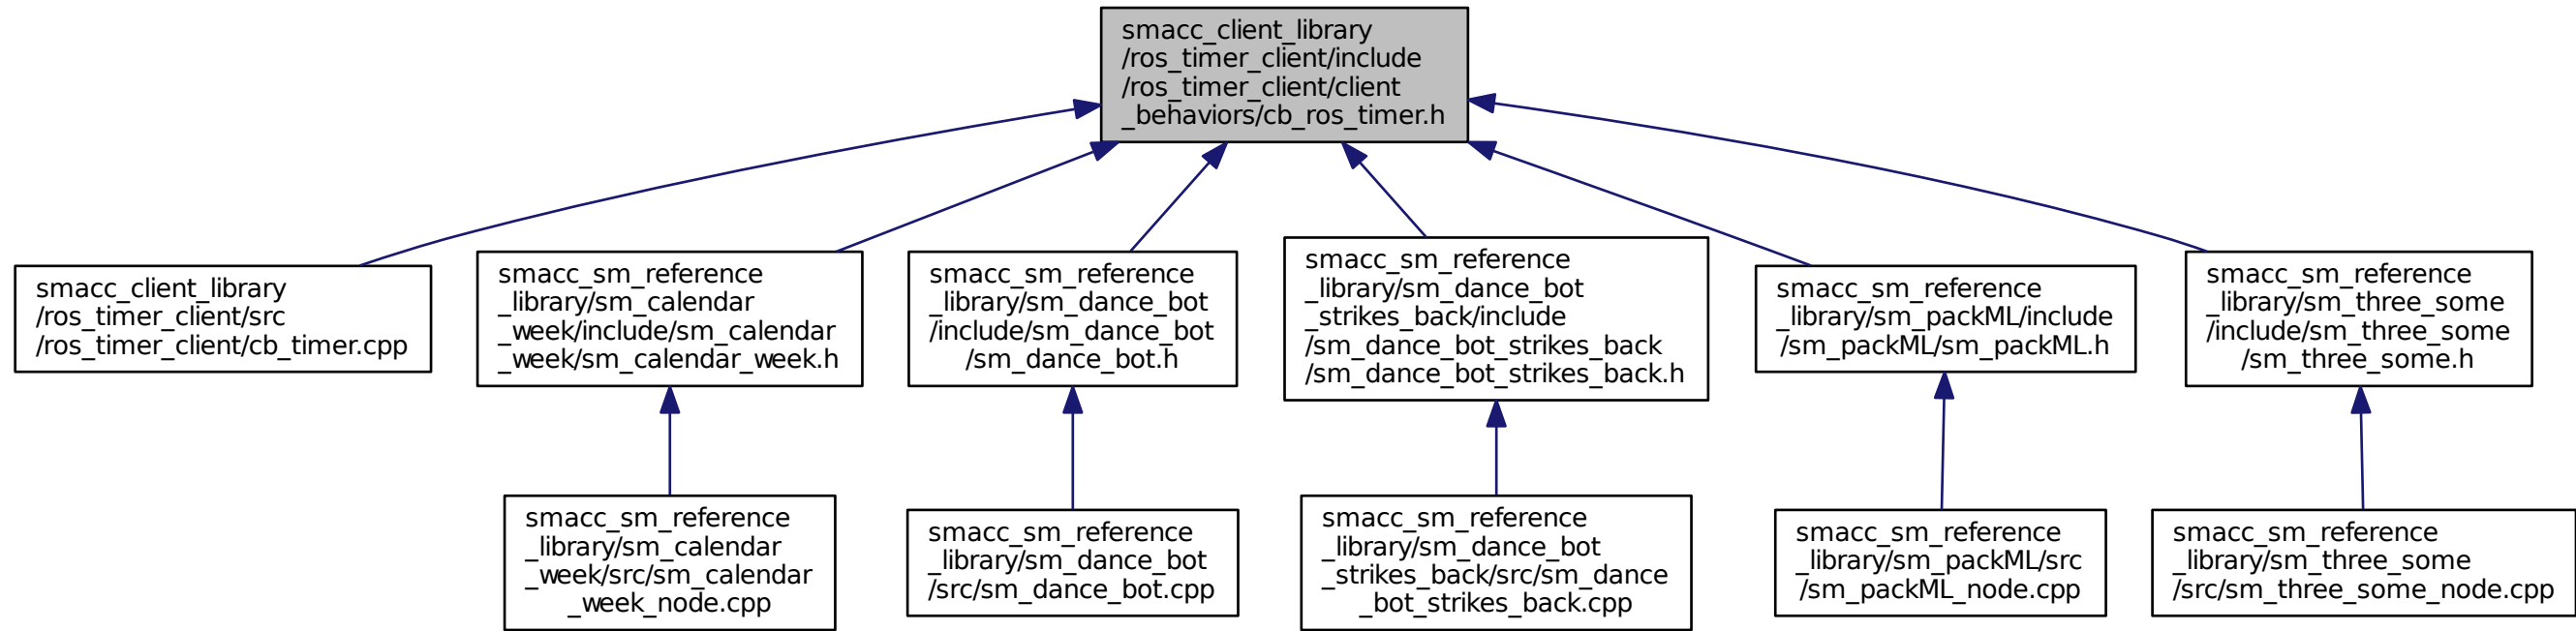 smacc_client_library
/ros_timer_client/include
/ros_timer_client/client
_behaviors/cb_ros_timer.h
smacc_client_library
/ros_timer_client/src
/ros_timer_client/cb_timer.cpp
smacc_sm_reference
_library/sm_calendar
_week/include/sm_calendar
_week/sm_calendar_week.h
smacc_sm_reference
_library/sm_dance_bot
/include/sm_dance_bot
/sm_dance_bot.h
smacc_sm_reference
_library/sm_dance_bot
_strikes_back/include
/sm_dance_bot_strikes_back
/sm_dance_bot_strikes_back.h
smacc_sm_reference
_library/sm_packML/include
/sm_packML/sm_packML.h
smacc_sm_reference
_library/sm_three_some
/include/sm_three_some
/sm_three_some.h
smacc_sm_reference
_library/sm_calendar
_week/src/sm_calendar
_week_node.cpp
smacc_sm_reference
_library/sm_dance_bot
/src/sm_dance_bot.cpp
smacc_sm_reference
_library/sm_dance_bot
_strikes_back/src/sm_dance
_bot_strikes_back.cpp
smacc_sm_reference
_library/sm_packML/src
/sm_packML_node.cpp
smacc_sm_reference
_library/sm_three_some
/src/sm_three_some_node.cpp